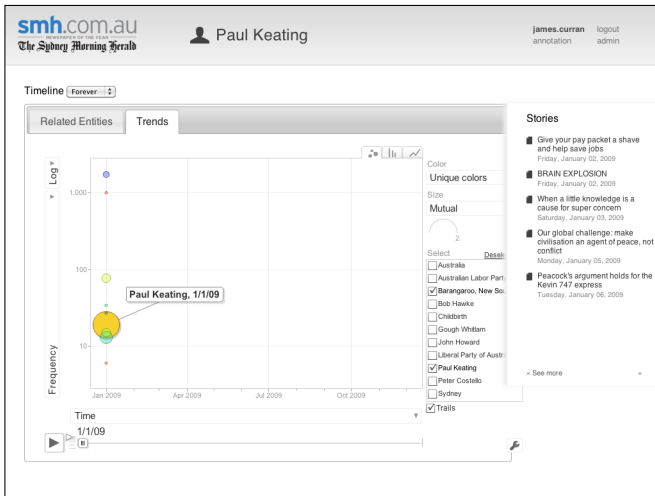 smh.com.au
NEWSPAPER OF THE YEAR
The Sydney Morning Herald
Paul Keating
james.curran logout
annotation admin
Timeline Forever
Related Entities Trends
Log
Frequency
1,000
100
10
Paul Keating, 1/1/09
Jan 2009 Apr 2009 Jul 2009 Oct 2009
Time
1/1/09
Color
Unique colors
Size
Mutual
2
Select Desele
Australia
Australian Labor Part
Barangaroo, New Sou
Bob Hawke
Childbirth
Gough Whitlam
John Howard
Liberal Party of Austr
Paul Keating
Peter Costello
Sydney
Trails
Stories
Give your pay packet a shave
and help save jobs
Friday, January 02, 2009
BRAIN EXPLOSION
Friday, January 02, 2009
When a little knowledge is a
cause for super concern
Saturday, January 03, 2009
Our global challenge: make
civilisation an agent of peace, not
conflict
Monday, January 05, 2009
Peacock's argument holds for the
Kevin 747 express
Tuesday, January 06, 2009
« See more »